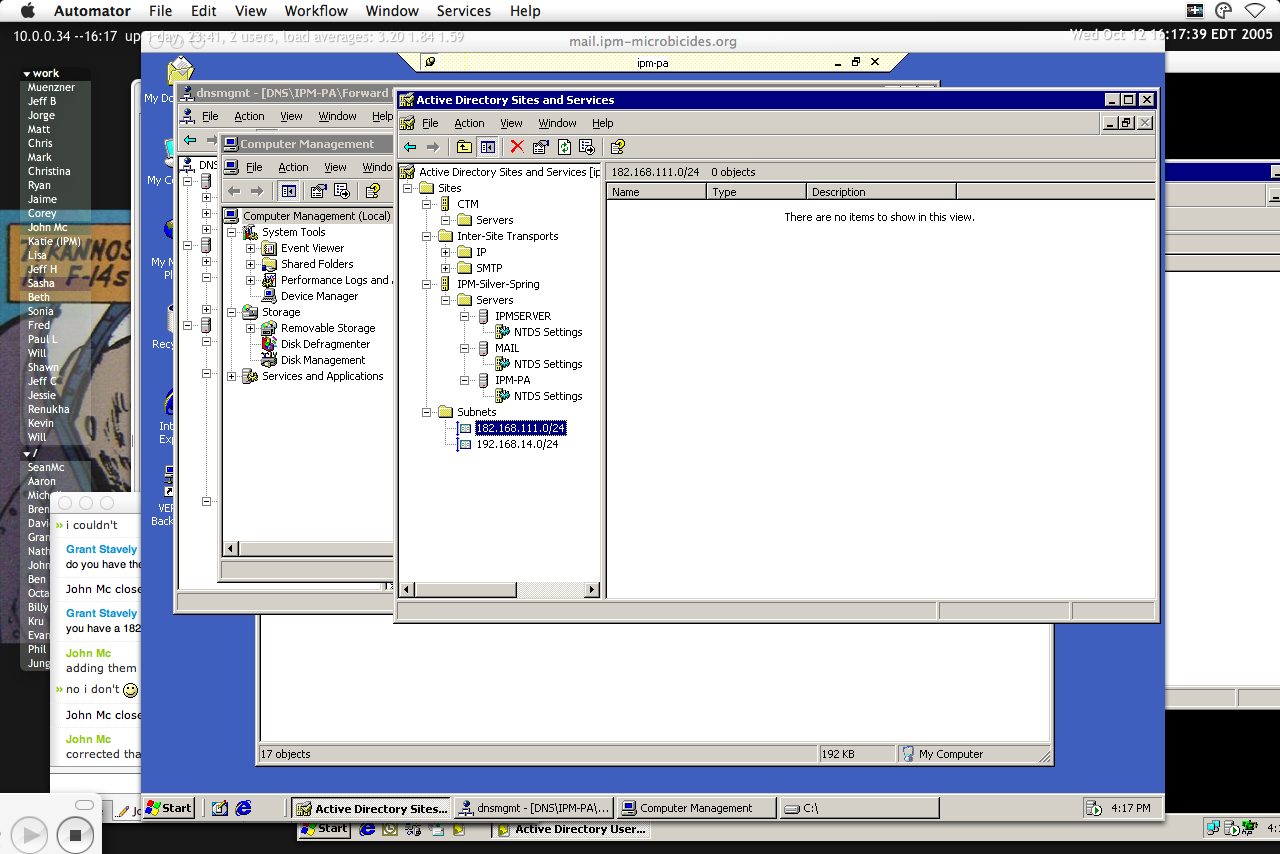 Automator File Edit View Workflow Window Services Help
10.0.0.34 --16:17 up 1 day, 23:41, 2 users, load averages: 3.20 1.84 1.59
mail.ipm-microbicides.org
Wed Oct 12 16:17:39 EDT 2005
ipm-pa
work
Muenzner
Jeff B
Jorge
Matt
Chris
Mark
Christina
Ryan
Jaime
Corey
John Mc
Katie (IPM)
Lisa
Jeff H
Sasha
Beth
Sonia
Fred
Paul L
Will
Shawn
Jeff C
Jessie
Renukha
Kevin
Will
/
SeanMc
Aaron
Mich
Bren
Davi
Gran
Nath
John
Ben
Octa
Billy
Kru
Evan
Phil
Jung
F-14s
My Do
My Co
My N
Pl
Recy
Int
Exp
VER
Back
dnsmgmt - [DNS\IPM-PA\Forward
File Action View Window Help
DNS
Computer Management
File Action View Windo
Computer Management (Local)
System Tools
Event Viewer
Shared Folders
Performance Logs and
Device Manager
Storage
Removable Storage
Disk Defragmenter
Disk Management
Services and Applications
Active Directory Sites and Services
File Action View Window Help
Active Directory Sites and Services [ip
Sites
CTM
Servers
Inter-Site Transports
IP
SMTP
IPM-Silver-Spring
Servers
IPMSERVER
NTDS Settings
MAIL
NTDS Settings
IPM-PA
NTDS Settings
Subnets
182.168.111.0/24
192.168.14.0/24
182.168.111.0/24 0 objects
Name Type Description
There are no items to show in this view.
i couldn't
Grant Stavely
do you have the
John Mc close
Grant Stavely
you have a 182
John Mc
adding them
no i don't
John Mc close
John Mc
corrected tha
17 objects 192 KB My Computer
Start Active Directory Sites... dnsmgmt - [DNS\IPM-PA\... Computer Management C:\ 4:17 PM
Start Active Directory User...